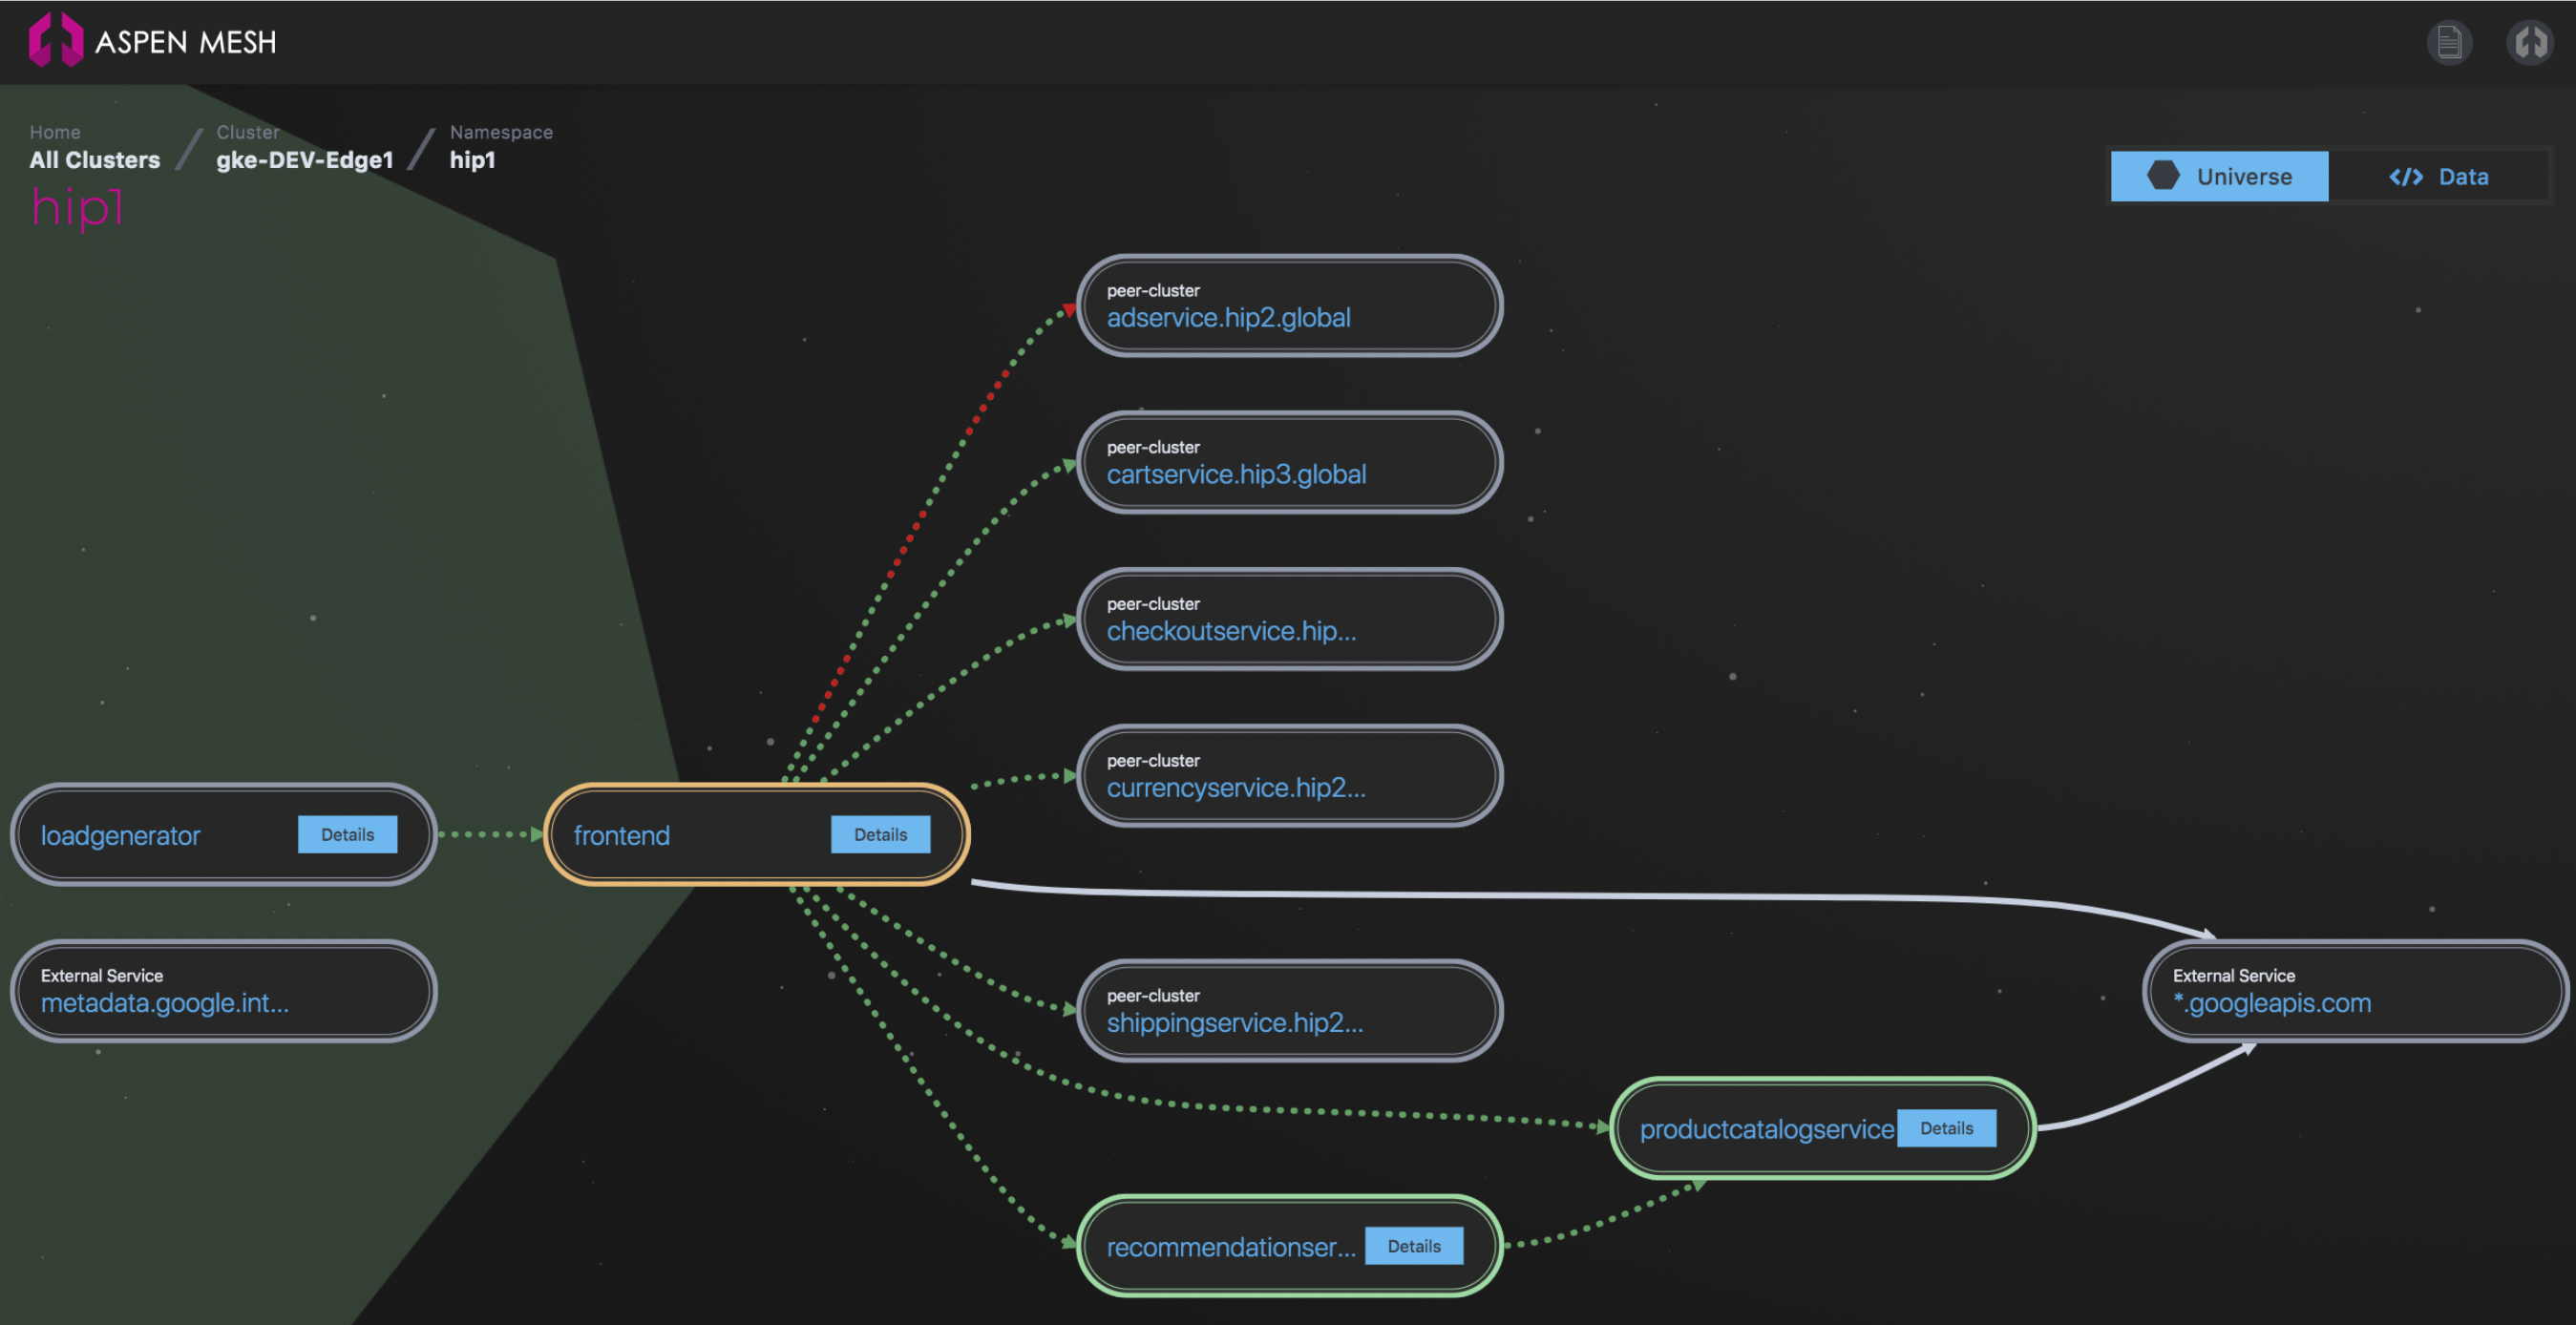 ASPEN MESH
Home
All Clusters
Cluster
gke-DEV-Edge1
Namespace
hip1
hip1
Universe
</> Data
peer-cluster
adservice.hip2.global
peer-cluster
cartservice.hip3.global
peer-cluster
checkoutservice.hip...
peer-cluster
currencyservice.hip2...
loadgenerator
Details
frontend
Details
External Service
metadata.google.int...
peer-cluster
shippingservice.hip2...
External Service
*.googleapis.com
productcatalogservice
Details
recommendationser...
Details